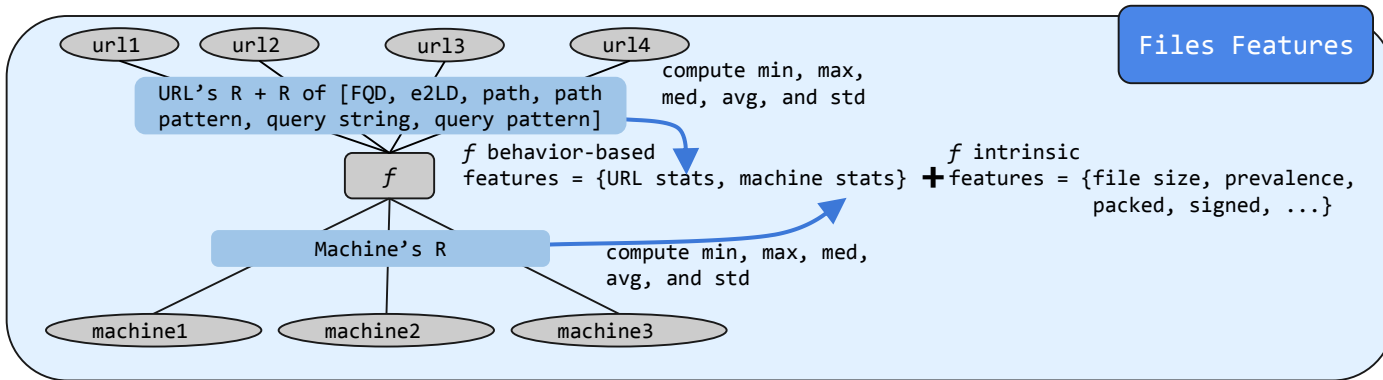 url1
url2
url3
url4
Files Features
compute min, max,
med, avg, and std
URL’s R + R of [FQD, e2LD, path, path
pattern, query string, query pattern]
f
f behavior-based
features = {URL stats, machine stats}
+
f intrinsic
features = {file size, prevalence,
packed, signed, ...}
Machine’s R
compute min, max, med,
avg, and std
machine1
machine2
machine3